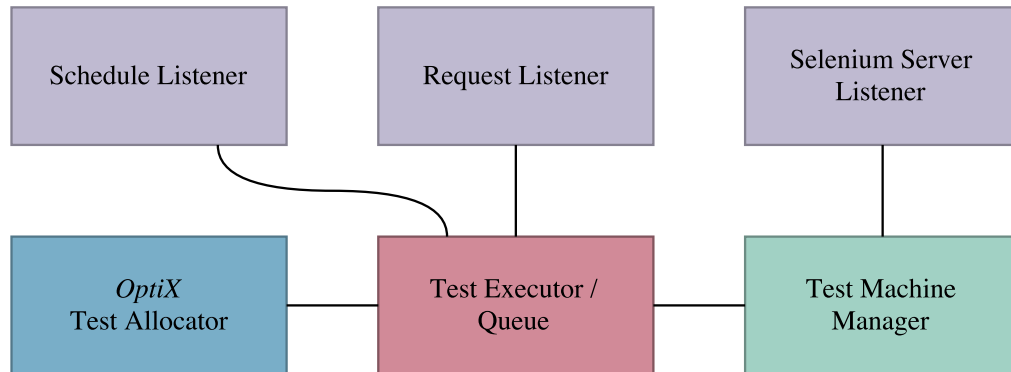 Schedule Listener
Request Listener
Selenium Server
Listener
OptiX
Test Allocator
Test Executor /
Queue
Test Machine
Manager